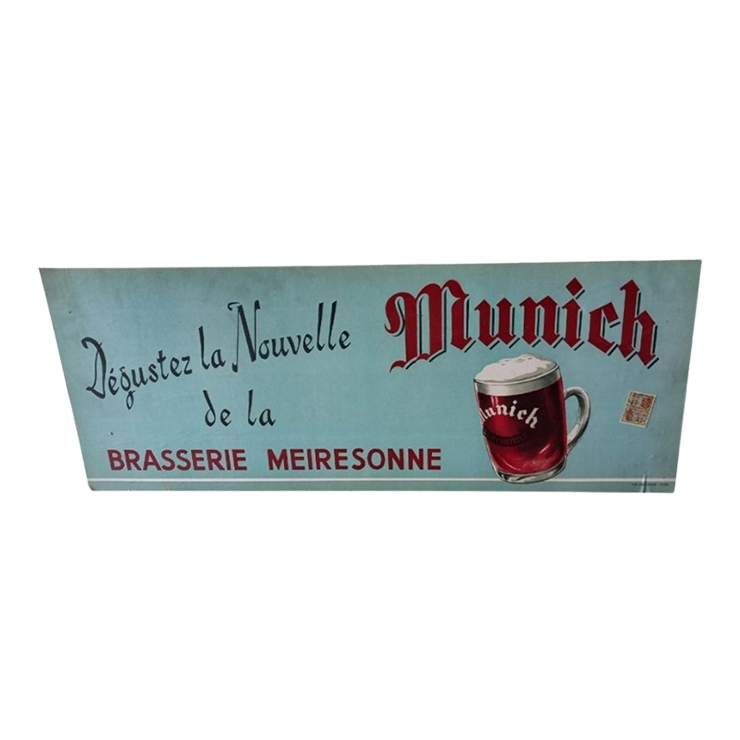 Dégustez la Nouvelle
Munich
de la
BRASSERIE MEIRESONNE
Munich